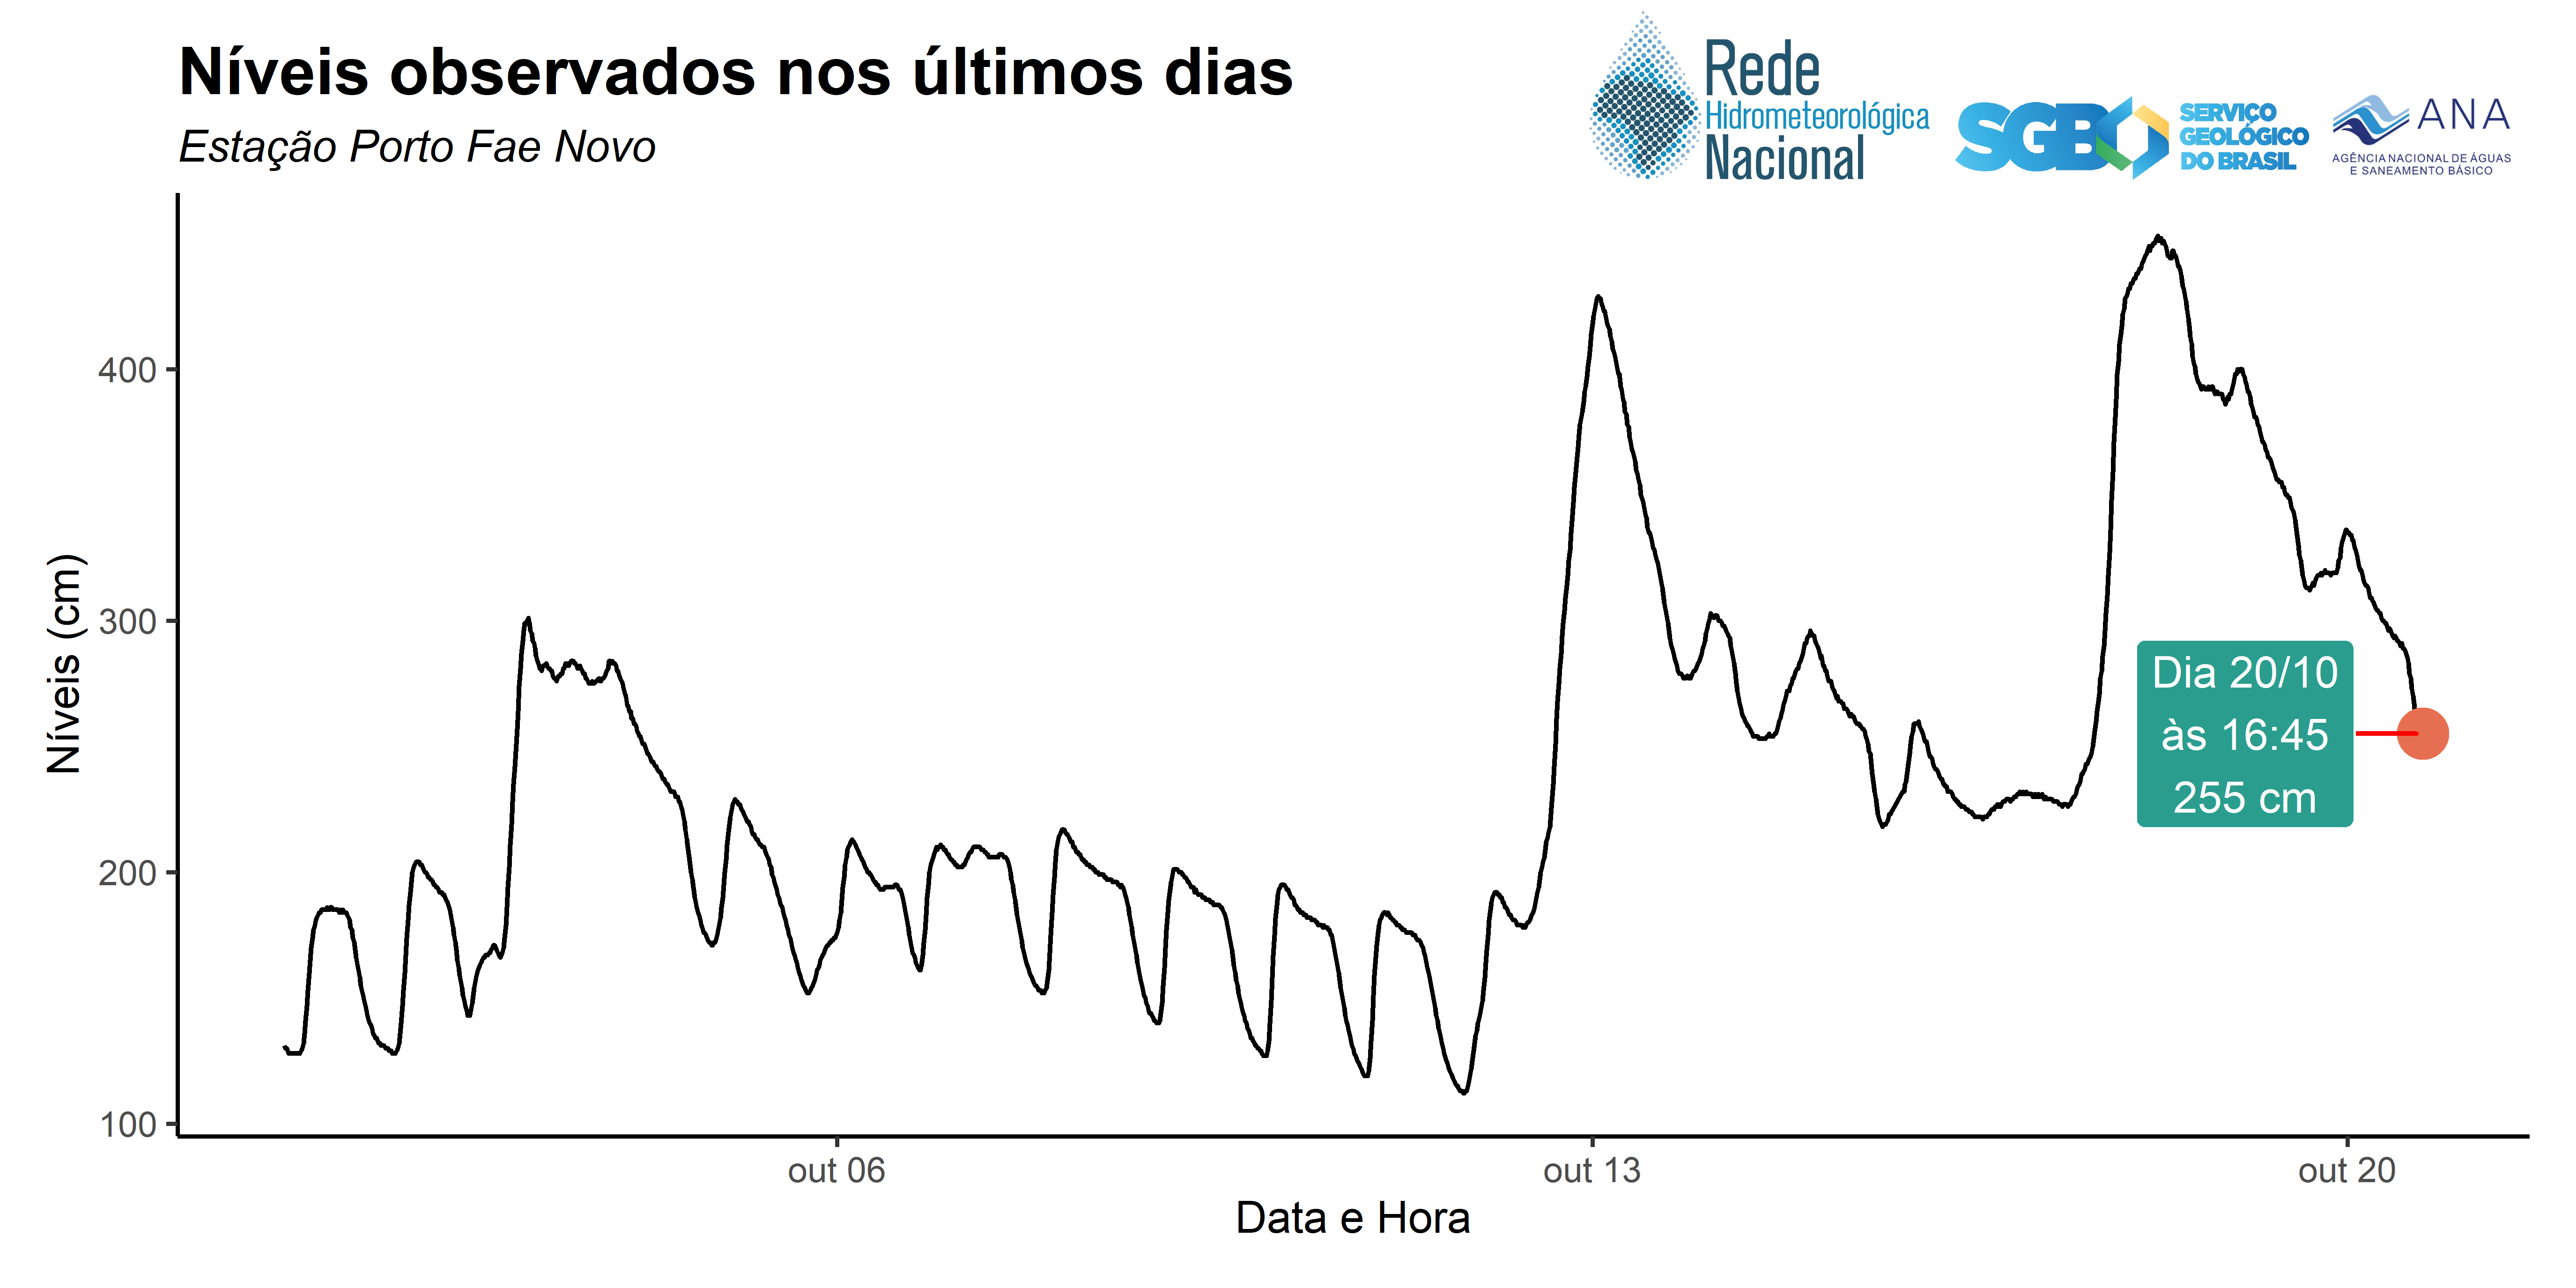 Níveis observados nos últimos dias
Estação Porto Fae Novo
Rede
Hidrometeorológica
Nacional
SGB
SERVIÇO
GEOLÓGICO
DO BRASIL
ANA
AGÊNCIA NACIONAL DE ÁGUAS
E SANEAMENTO BÁSICO
Níveis (cm)
400
300
200
100
Dia 20/10
às 16:45
255 cm
out 06
out 13
out 20
Data e Hora